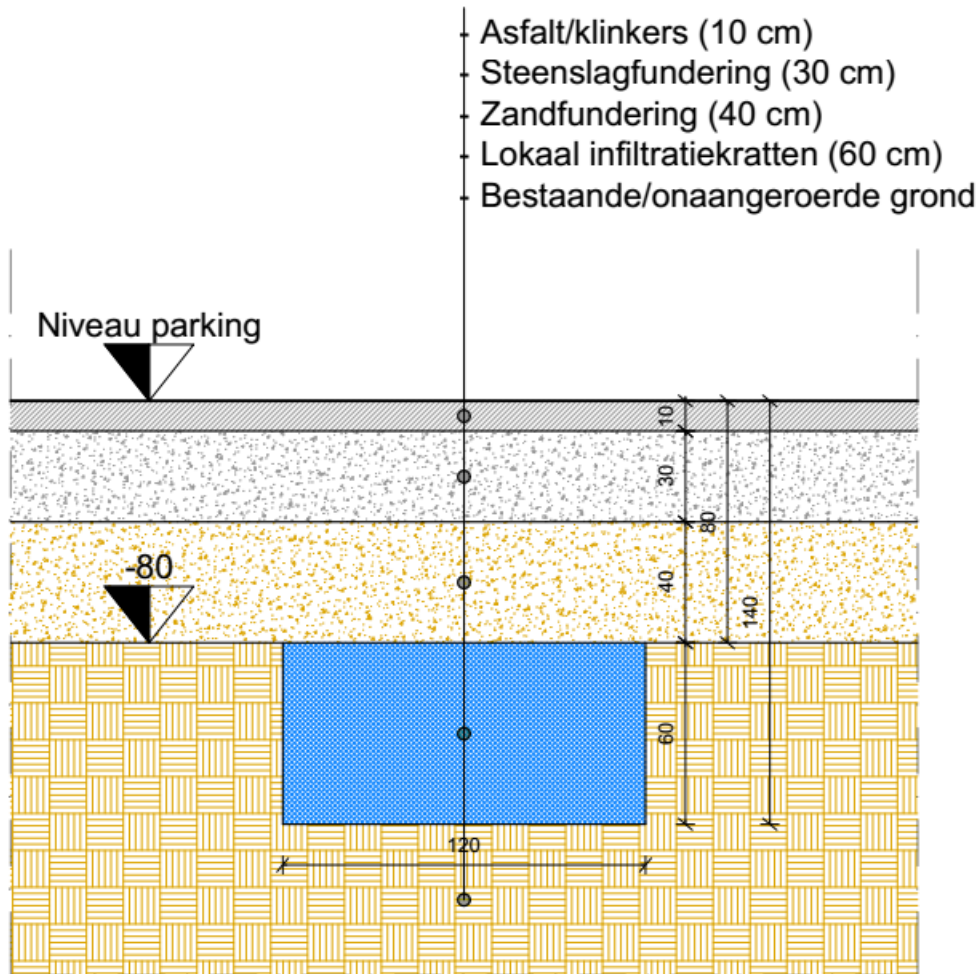 Asfalt/klinkers (10 cm)
Steenslagfundering (30 cm)
Zandfundering (40 cm)
Lokaal infiltratiekratten (60 cm)
Bestaande/onaangeroerde grond
Niveau parking
10
30
80
-80
40
140
60
120